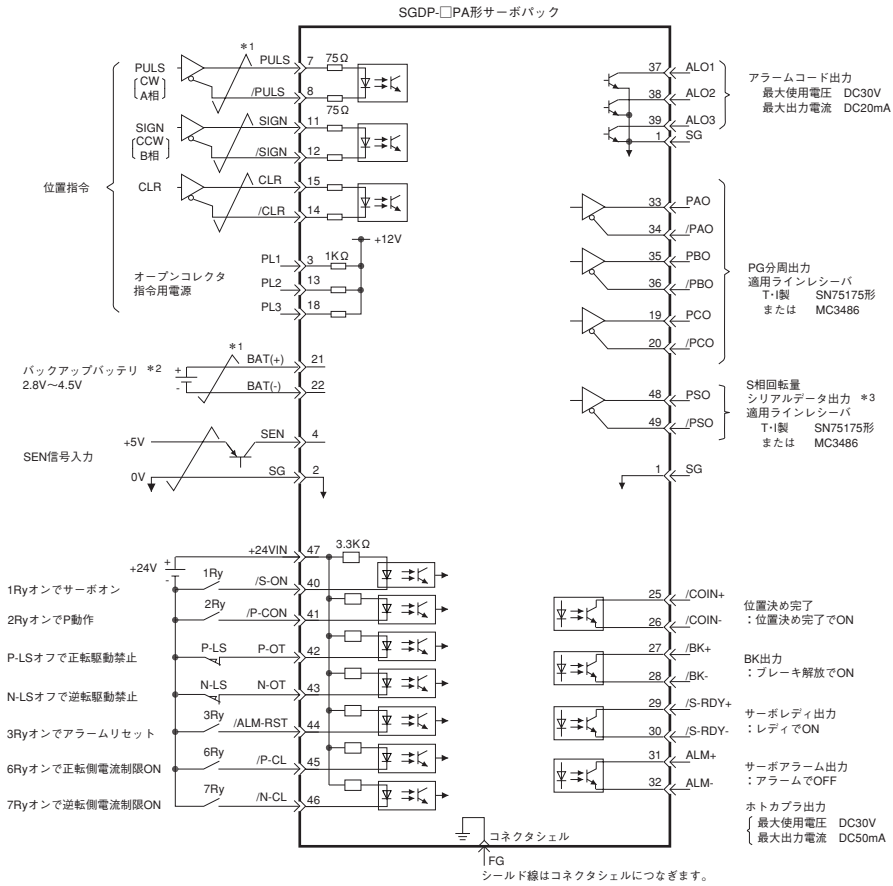 SGDP-□PA形サーボパック
位置指令
PULS
CW
A相
*1
PULS
7
75Ω
/PULS
8
75Ω
SIGN
CCW
B相
SIGN
11
/SIGN
12
CLR
CLR
15
/CLR
14
+12V
オープンコレクタ
指令用電源
PL1
3
1KΩ
PL2
13
PL3
18
バックアップバッテリ *2
2.8V～4.5V
+
-
*1
BAT(+)
21
BAT(-)
22
SEN信号入力
+5V
SEN
4
0V
SG
2
+24V
+
-
+24VIN
47
3.3KΩ
1Ryオンでサーボオン
1Ry
/S-ON
40
2RyオンでP動作
2Ry
/P-CON
41
P-LSオフで正転駆動禁止
P-LS
P-OT
42
N-LSオフで逆転駆動禁止
N-LS
N-OT
43
3Ryオンでアラームリセット
3Ry
/ALM-RST
44
6Ryオンで正転側電流制限ON
6Ry
/P-CL
45
7Ryオンで逆転側電流制限ON
7Ry
/N-CL
46
37
ALO1
38
ALO2
39
ALO3
1
SG
アラームコード出力
最大使用電圧 DC30V
最大出力電流 DC20mA
33
PAO
34
/PAO
35
PBO
36
/PBO
19
PCO
20
/PCO
PG分周出力
適用ラインレシーバ
T・I製 SN75175形
または MC3486
48
PSO
49
/PSO
S相回転量
シリアルデータ出力 *3
適用ラインレシーバ
T・I製 SN75175形
または MC3486
1
SG
25
/COIN+
26
/COIN-
位置決め完了
：位置決め完了でON
27
/BK+
28
/BK-
BK出力
：ブレーキ解放でON
29
/S-RDY+
30
/S-RDY-
サーボレディ出力
：レディでON
31
ALM+
32
ALM-
サーボアラーム出力
：アラームでOFF
ホトカプラ出力
最大使用電圧 DC30V
最大出力電流 DC50mA
コネクタシェル
FG
シールド線はコネクタシェルにつなぎます。